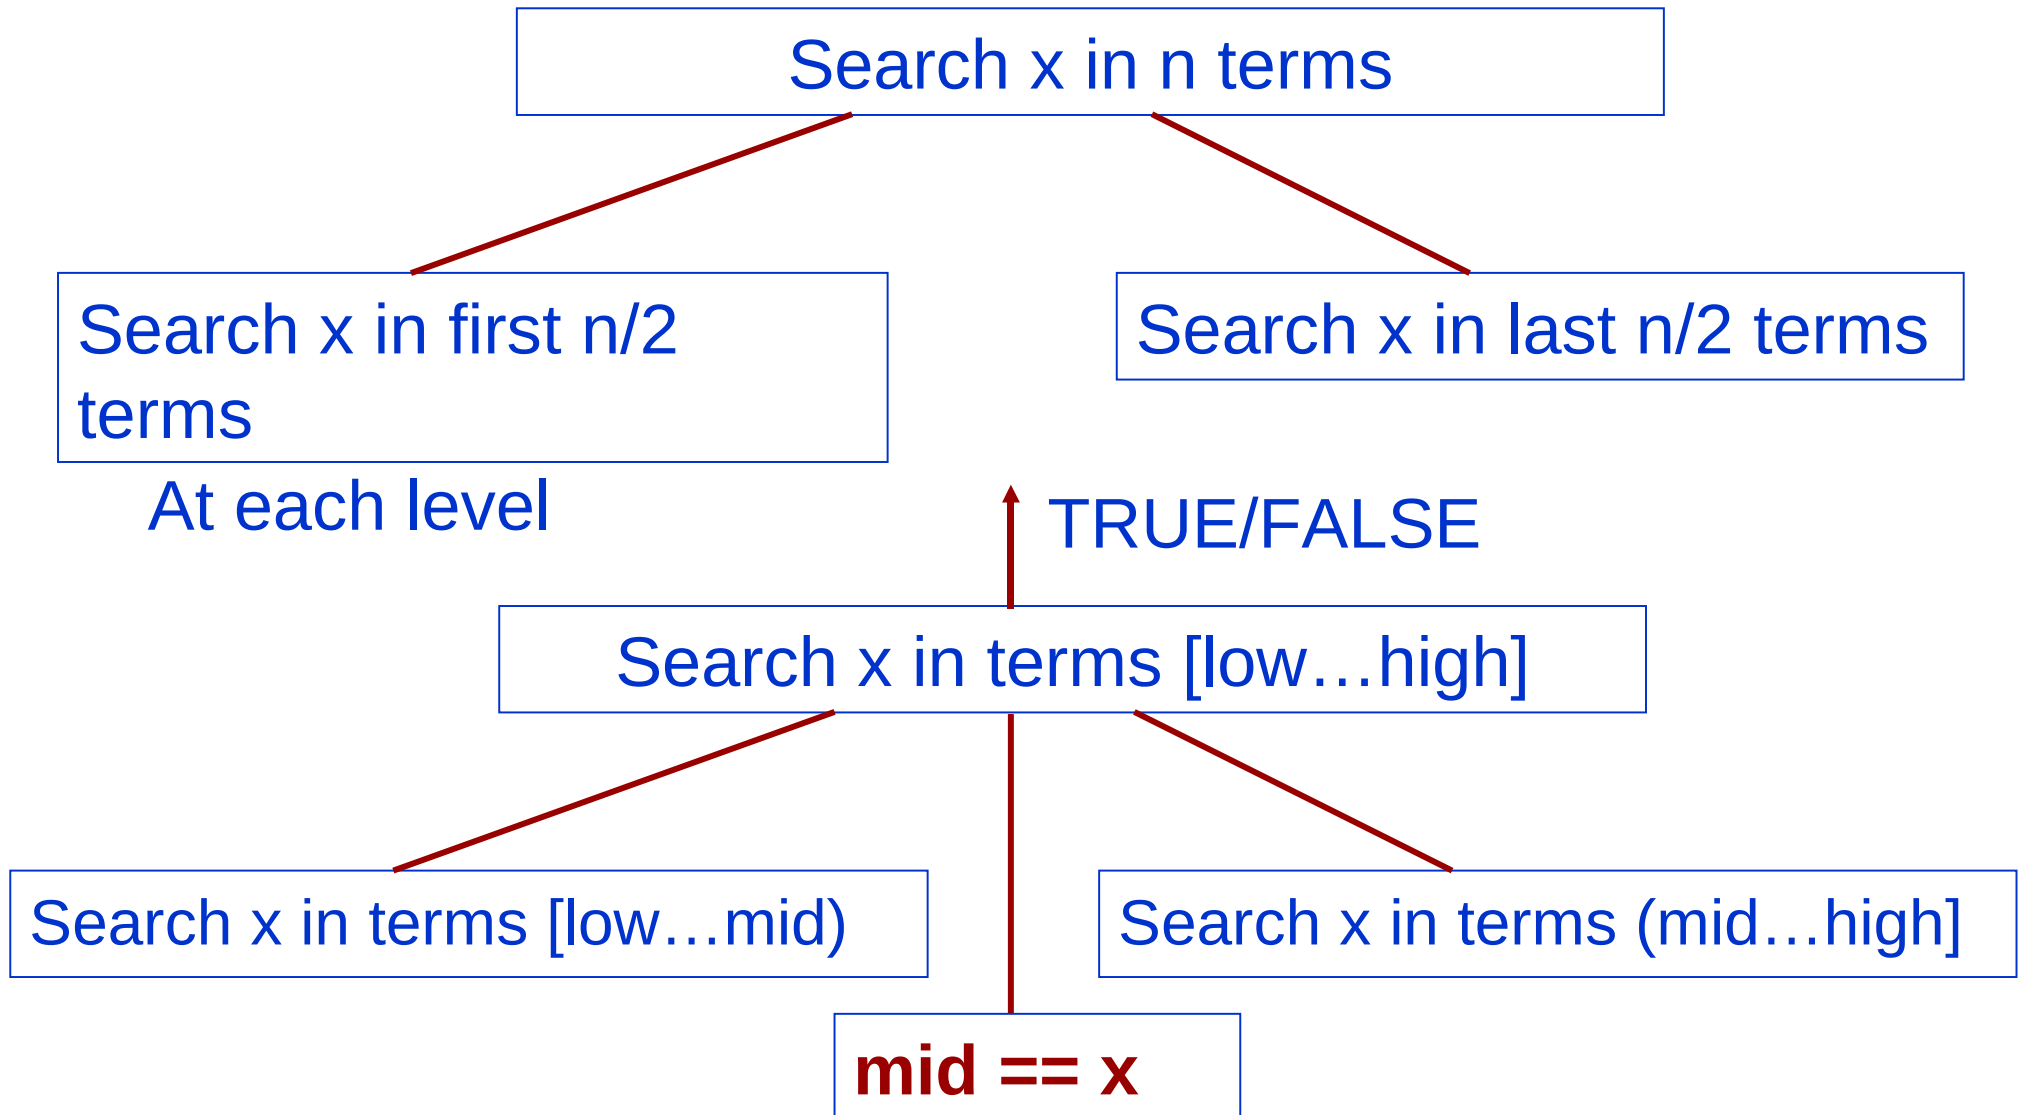 Search x in n terms
Search x in first n/2
terms
Search x in last n/2 terms
At each level
TRUE/FALSE
Search x in terms [low…high]
Search x in terms [low…mid)
Search x in terms (mid…high]
mid == x